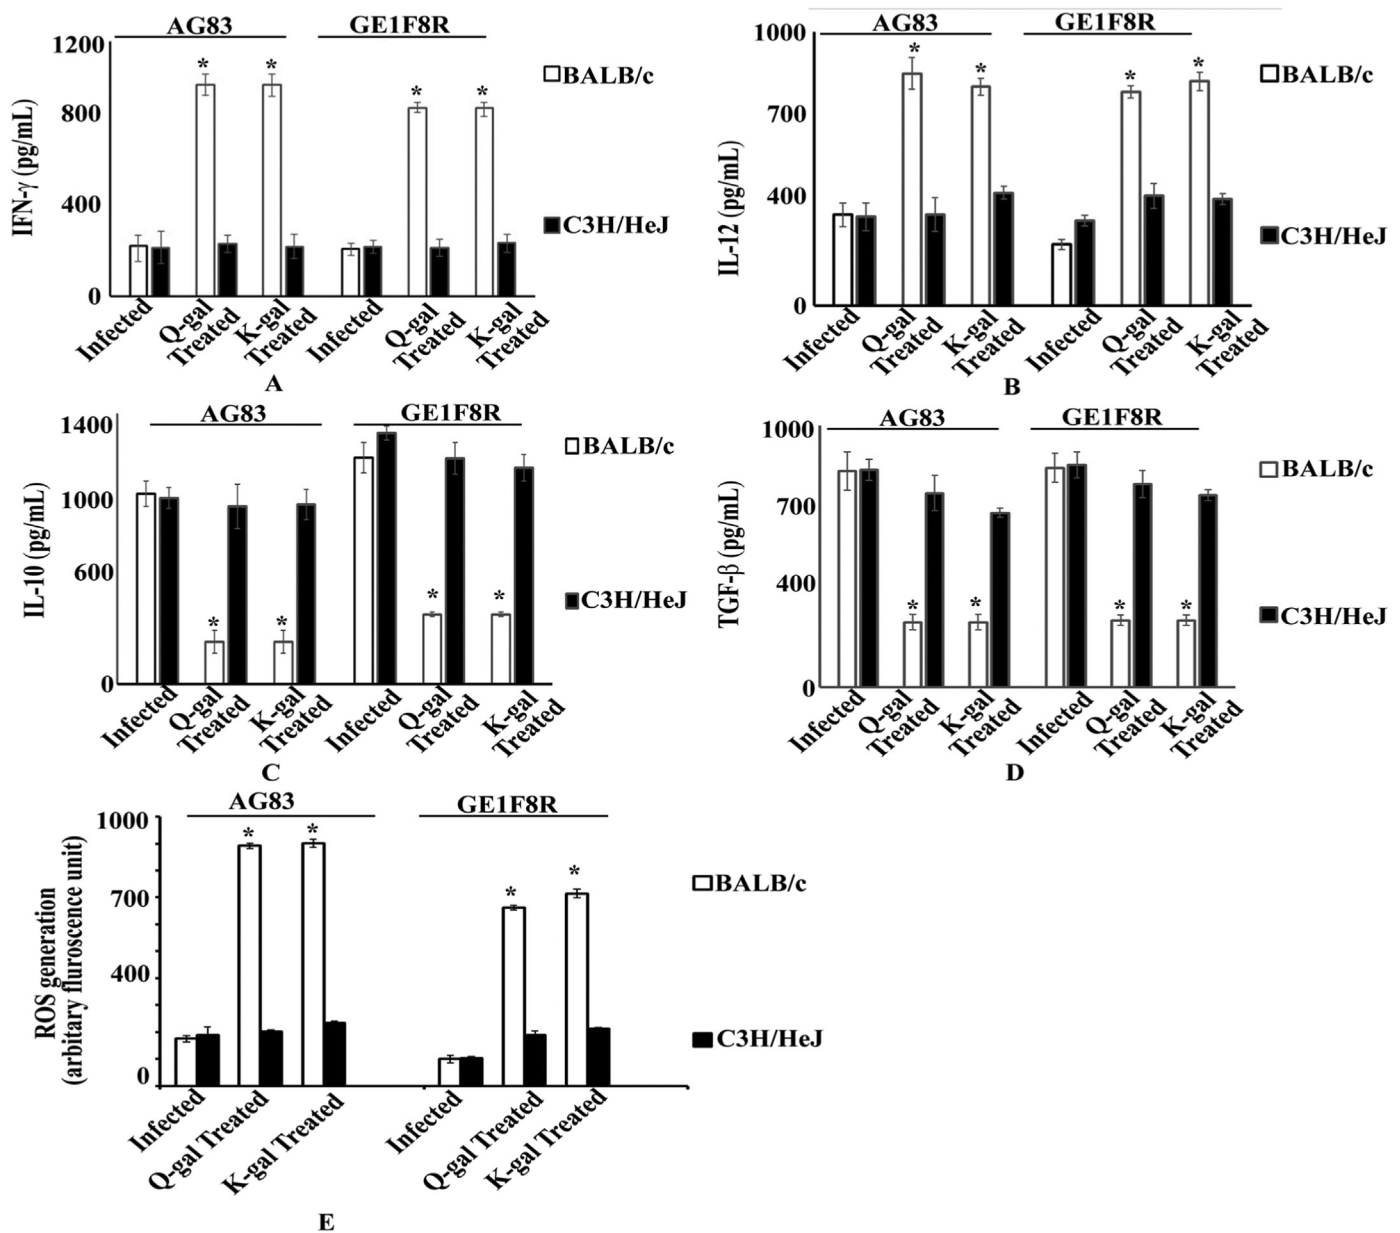 AG83
GE1F8R
1200
800
400
0
IFN-γ (pg/mL)
*
*
*
*
BALB/c
C3H/HeJ
Infected
Q-gal
Treated
K-gal
Treated
Infected
Q-gal
Treated
K-gal
Treated
A
AG83
GE1F8R
1000
700
400
0
IL-12 (pg/mL)
*
*
*
*
BALB/c
C3H/HeJ
Infected
Q-gal
Treated
K-gal
Treated
Infected
Q-gal
Treated
K-gal
Treated
B
AG83
GE1F8R
1400
1000
600
0
IL-10 (pg/mL)
*
*
*
*
BALB/c
C3H/HeJ
Infected
Q-gal
Treated
K-gal
Treated
Infected
Q-gal
Treated
K-gal
Treated
C
AG83
GE1F8R
1000
700
400
0
TGF-β (pg/mL)
*
*
*
*
BALB/c
C3H/HeJ
Infected
Q-gal
Treated
K-gal
Treated
Infected
Q-gal
Treated
K-gal
Treated
D
AG83
GE1F8R
1000
700
400
0
ROS generation
(arbitary fluroscence unit)
*
*
*
*
BALB/c
C3H/HeJ
Infected
Q-gal Treated
K-gal Treated
Infected
Q-gal Treated
K-gal Treated
E